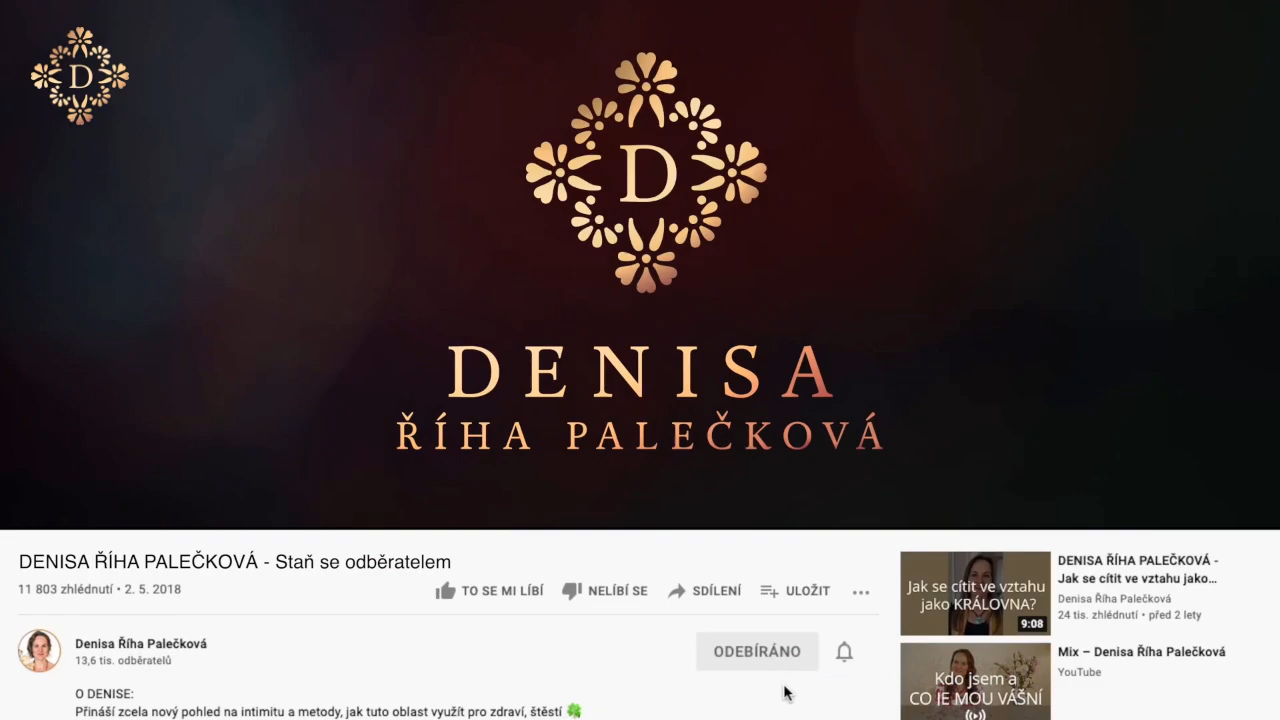 D
D
DENISA
ŘÍHA PALEČKOVÁ
DENISA ŘÍHA PALEČKOVÁ - Staň se odběratelem
11 803 zhlédnutí • 2. 5. 2018
TO SE MI LÍBÍ
NELÍBÍ SE
SDÍLENÍ
ULOŽIT
Denisa Říha Palečková
13,6 tis. odběratelů
ODEBÍRÁNO
O DENISE:
Přináší zcela nový pohled na intimitu a metody, jak tuto oblast využít pro zdraví, štěstí 🍀
Jak se cítit ve vztahu
jako KRÁLOVNA?
9:08
DENISA ŘÍHA PALEČKOVÁ -
Jak se cítit ve vztahu jako…
Denisa Říha Palečková
24 tis. zhlédnutí • před 2 lety
Kdo jsem a
CO JE MOU VÁŠNÍ
Mix – Denisa Říha Palečková
YouTube